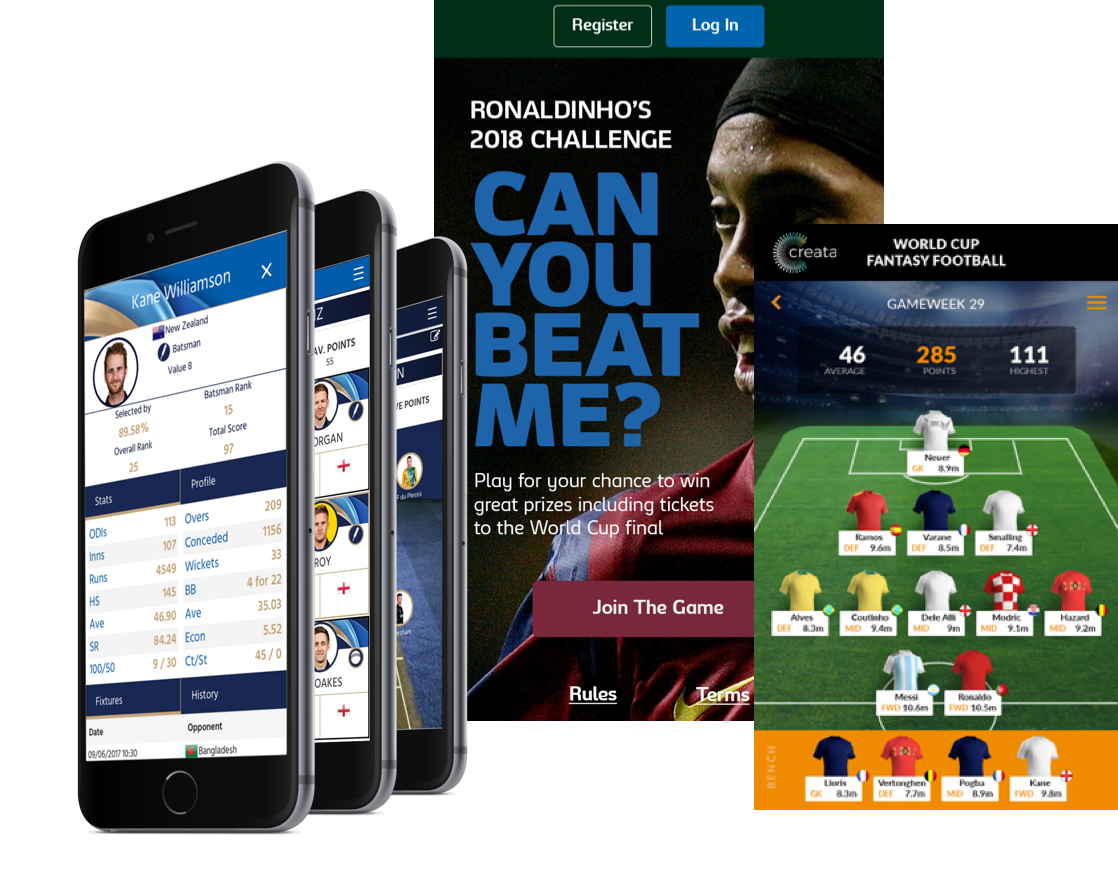 Register
Log In
RONALDINHO'S
2018 CHALLENGE
CAN
YOU
BEAT
ME?
Play for your chance to win
great prizes including tickets
to the World Cup final
Join The Game
Rules
Terms
Kane Williamson
New Zealand
Batsman
Value 8
Selected by
Batsman Rank
89.58%
15
Overall Rank
Total Score
25
97
Stats
Profile
ODIs 113
Overs 209
Inns 107
Conceded 1156
Runs 4549
Wickets 33
HS 145
BB 4 for 22
Ave 46.90
Ave 35.03
SR 84.24
Econ 5.52
100/50 9 / 30
Ct/St 45 / 0
Fixtures
History
Date
Opponent
09/06/2017 10:30
Bangladesh
Z
AV. POINTS
55
ORGAN
ROY
OAKES
N
VE POINTS
F du Plessis
creata
WORLD CUP
FANTASY FOOTBALL
GAMEWEEK 29
46 285 111
AVERAGE POINTS HIGHEST
Neuer
GK 8.9m
Ramos Varane Smalling
DEF 9.6m DEF 8.5m DEF 7.4m
Alves Coutinho Dele Alli Modric Hazard
DEF 8.3m MID 9.4m MID 9m MID 9.1m MID 9.2m
Messi Ronaldo
FWD 10.6m FWD 10.5m
BENCH
Lloris Vertonghen Pogba Kane
GK 8.3m DEF 7.7m MID 8.9m FWD 9.8m